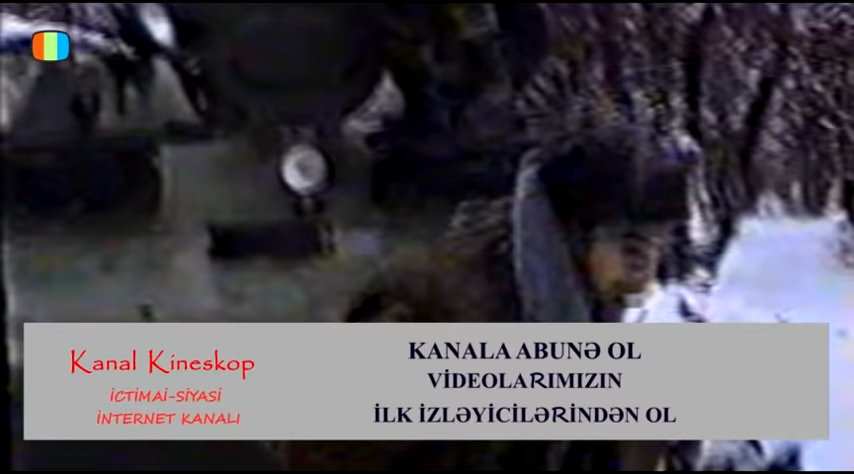 Kanal Kineskop
İCTİMAİ-SİYASİ
İNTERNET KANALI
KANALA ABUNƏ OL
VİDEOLARIMIZIN
İLK İZLƏYİCİLƏRİNDƏN OL